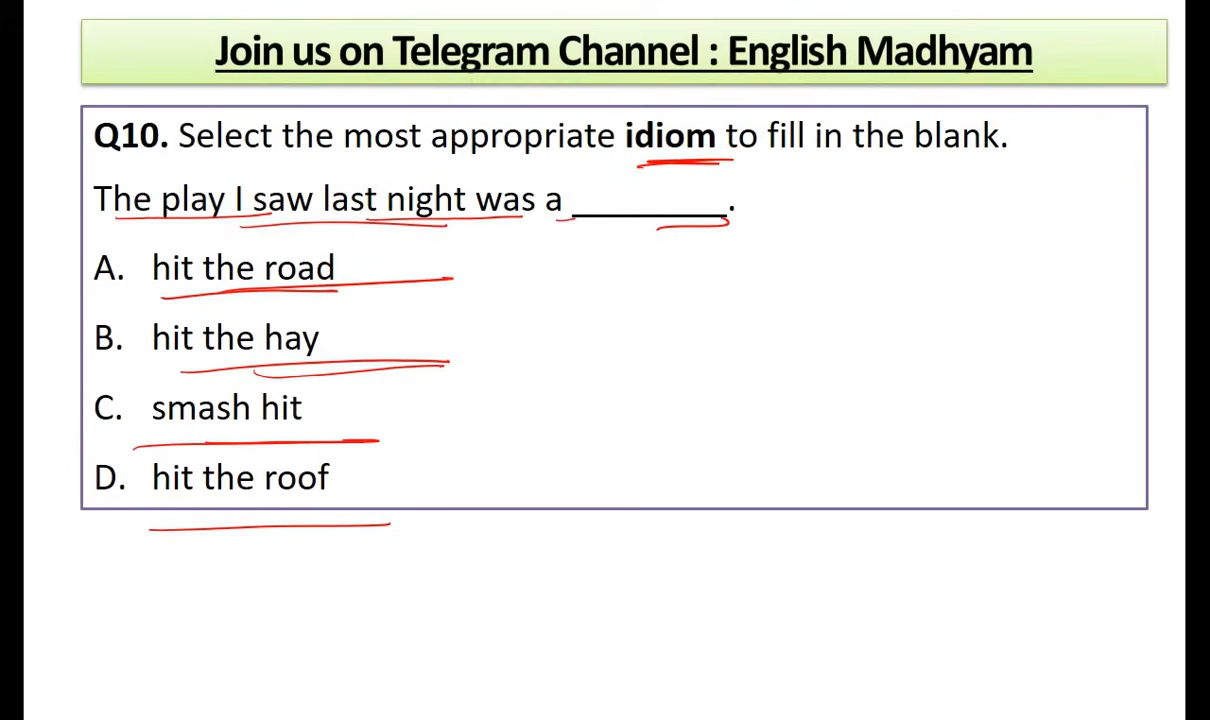 Join us on Telegram Channel : English Madhyam
Q10. Select the most appropriate idiom to fill in the blank.
The play I saw last night was a __________.
A. hit the road
B. hit the hay
C. smash hit
D. hit the roof